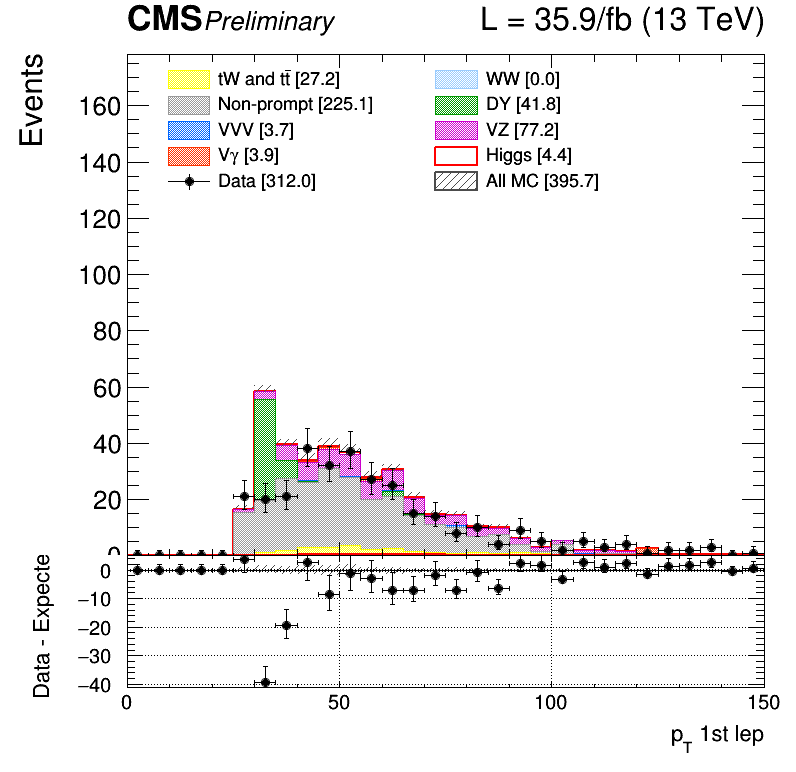 CMS Preliminary L = 35.9/fb (13 TeV)
Events
tW and tt̄ [27.2] WW [0.0]
Non-prompt [225.1] DY [41.8]
VVV [3.7] VZ [77.2]
Vγ [3.9] Higgs [4.4]
Data [312.0] All MC [395.7]
160
140
120
100
80
60
40
20
0
Data - Expecte
0
−10
−20
−30
−40
0 50 100 150
p_T 1st lep